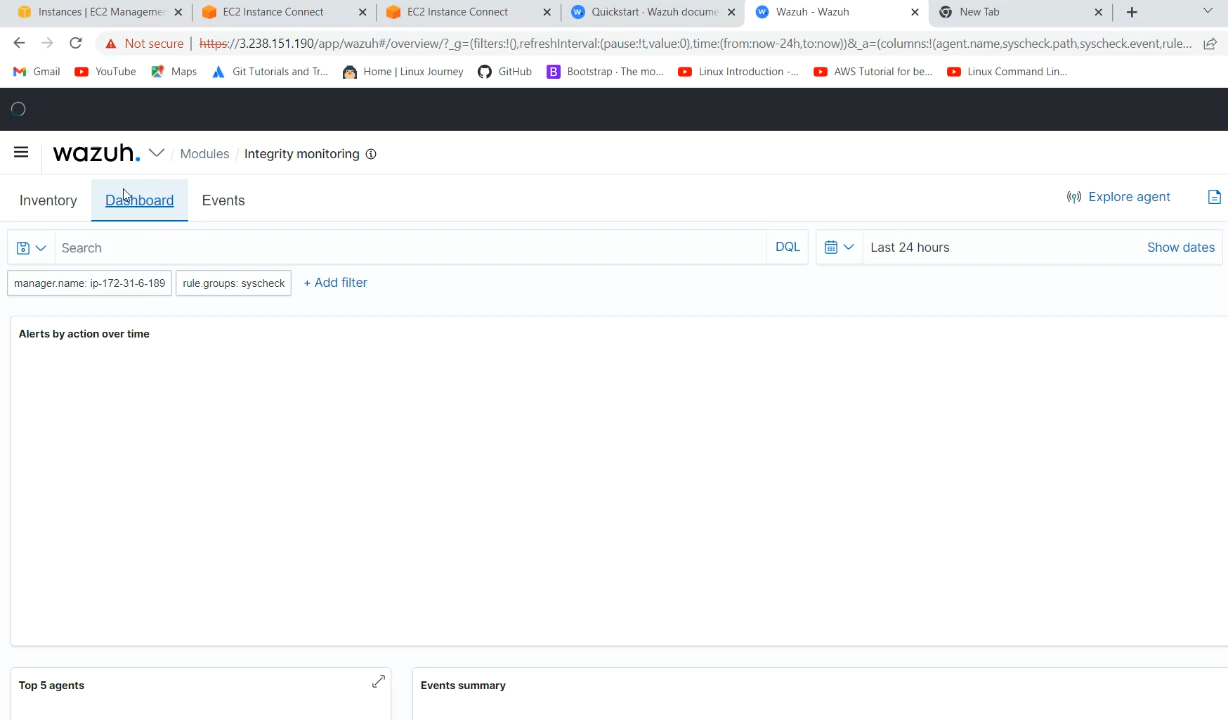 Instances | EC2 Managemen
EC2 Instance Connect
EC2 Instance Connect
Quickstart · Wazuh docume
Wazuh - Wazuh
New Tab
Not secure | https://3.238.151.190/app/wazuh#/overview/?_g=(filters:!(),refreshInterval:(pause:!t,value:0),time:(from:now-24h,to:now))&_a=(columns:!(agent.name,syscheck.path,syscheck.event,rule...
Gmail YouTube Maps Git Tutorials and Tr... Home | Linux Journey GitHub Bootstrap · The mo... Linux Introduction -... AWS Tutorial for be... Linux Command Lin...
wazuh. / Modules / Integrity monitoring
Inventory Dashboard Events Explore agent
Search DQL Last 24 hours Show dates
manager.name: ip-172-31-6-189 rule.groups: syscheck + Add filter
Alerts by action over time
Top 5 agents Events summary